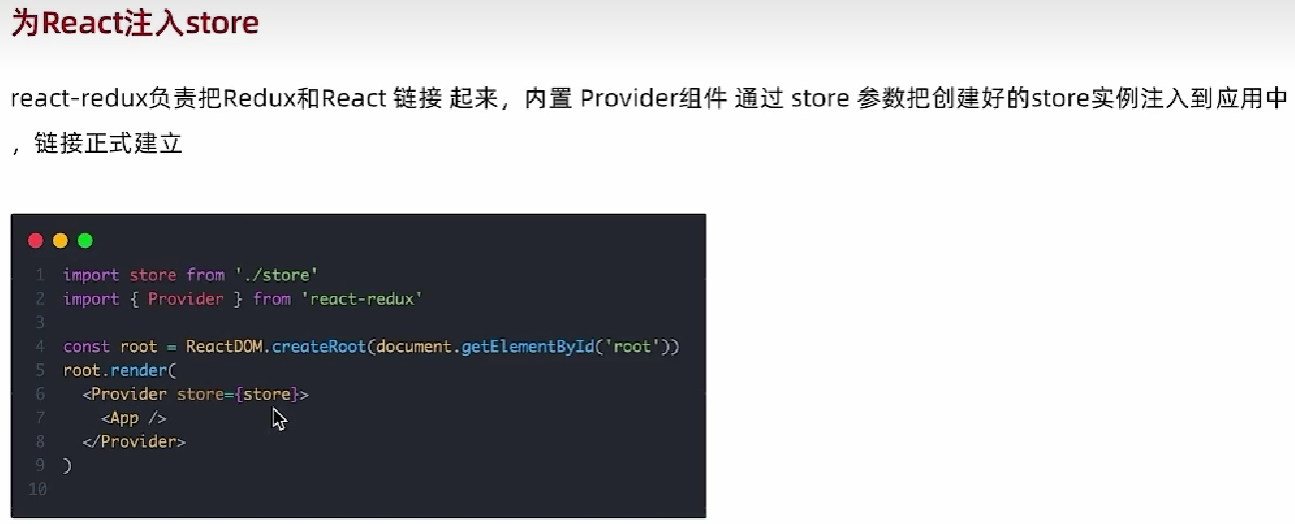 为React注入store
react-redux负责把Redux和React 链接 起来，内置 Provider组件 通过 store 参数把创建好的store实例注入到应用中
，链接正式建立
1 import store from './store'
2 import { Provider } from 'react-redux'
3
4 const root = ReactDOM.createRoot(document.getElementById('root'))
5 root.render(
6 <Provider store={store}>
7 <App />
8 </Provider>
9 )
10